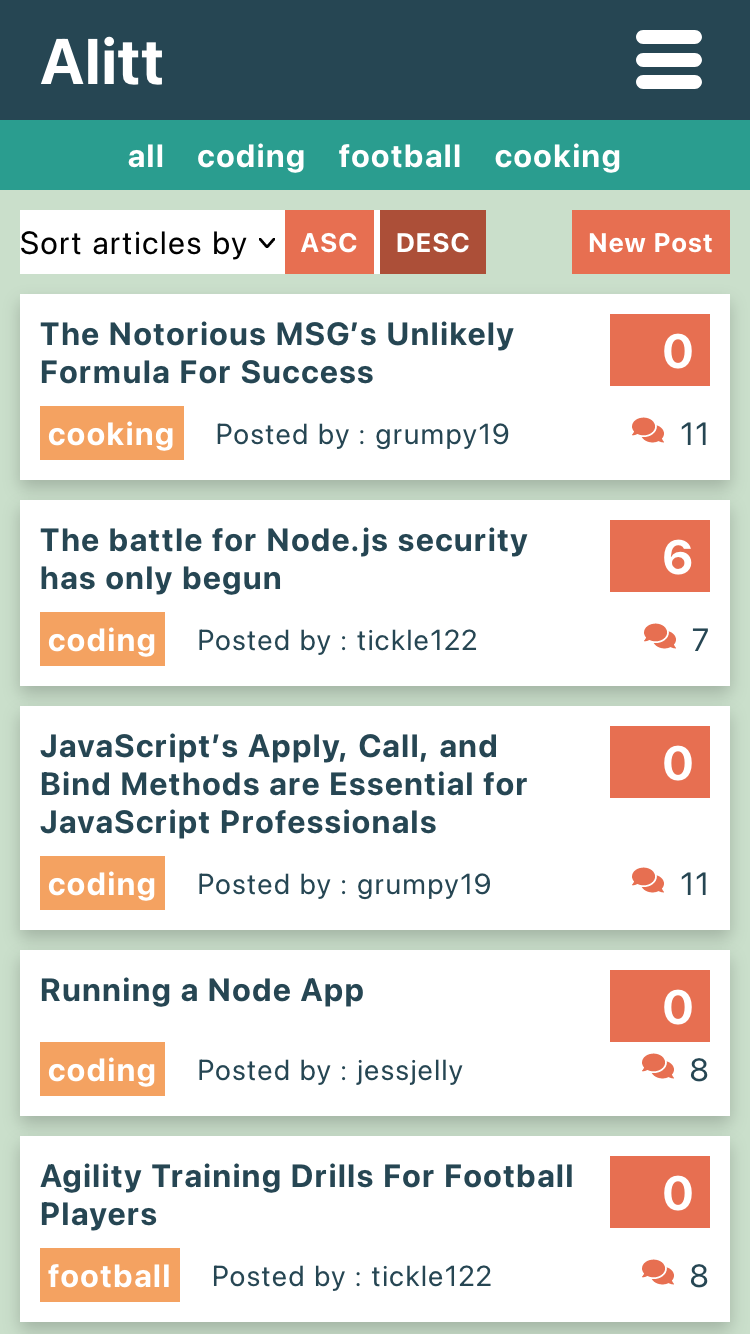 Alitt
all coding football cooking
Sort articles by ASC DESC New Post
The Notorious MSG’s Unlikely
Formula For Success
0
cooking Posted by : grumpy19 11
The battle for Node.js security
has only begun
6
coding Posted by : tickle122 7
JavaScript’s Apply, Call, and
Bind Methods are Essential for
JavaScript Professionals
0
coding Posted by : grumpy19 11
Running a Node App
0
coding Posted by : jessjelly 8
Agility Training Drills For Football
Players
0
football Posted by : tickle122 8